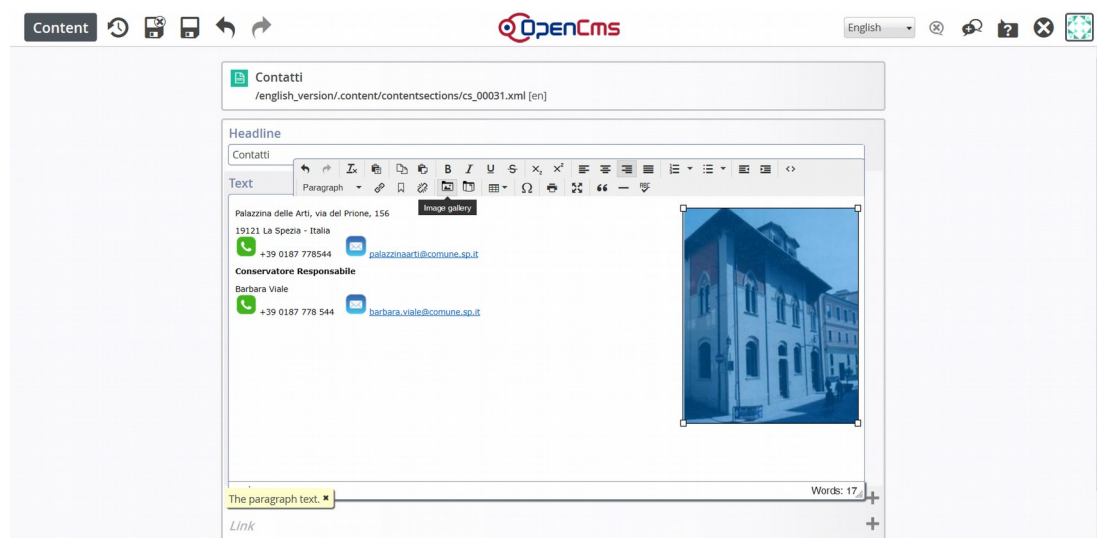 Content
OpenCms
English
Contatti
/english_version/.content/contentsections/cs_00031.xml [en]
Headline
Contatti
Text
Paragraph
Image gallery
Palazzina delle Arti, via del Prione, 156
19121 La Spezia - Italia
+39 0187 778544 palazzinaarti@comune.sp.it
Conservatore Responsabile
Barbara Viale
+39 0187 778 544 barbara.viale@comune.sp.it
Words: 17
The paragraph text.
Link